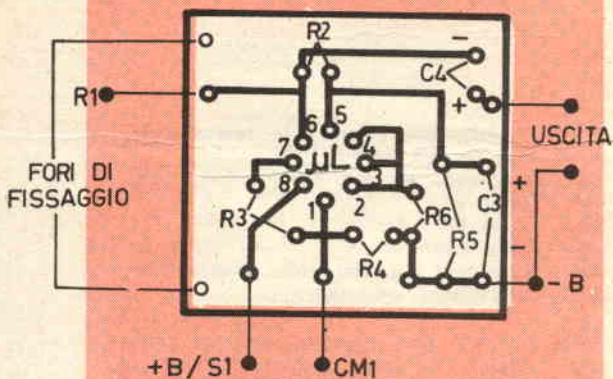 R2
-
C4
R1
+
5
6
4
USCITA
7
μL
3
FORI DI
FISSAGGIO
8
2
+
C3
R3
1
R6
R4
R5
-
- B
+B/S1
CM1